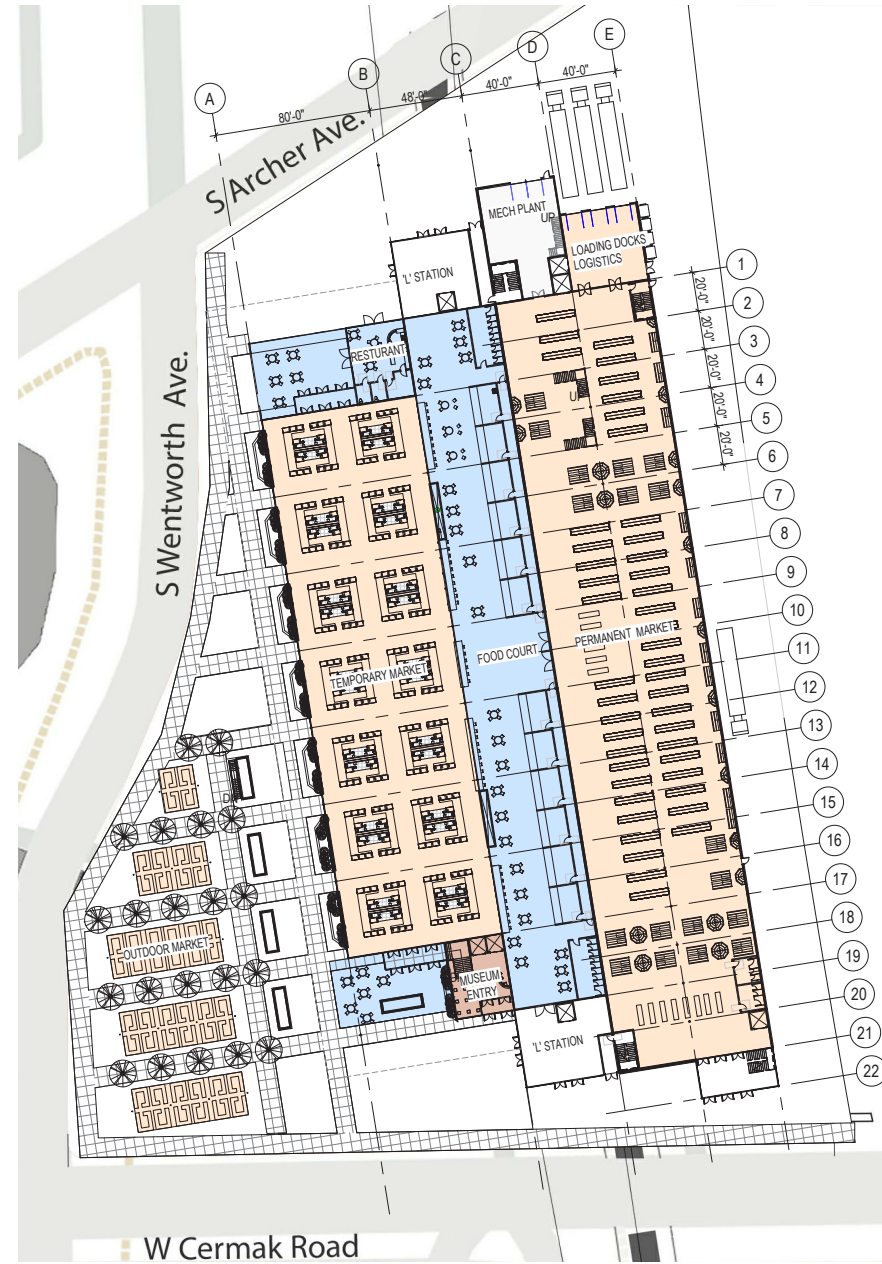 A
B
C
D
E
80'-0"
48'-0"
40'-0"
40'-0"
S Archer Ave.
S Wentworth Ave.
W Cermak Road
MECH PLANT
UP
LOADING DOCKS
LOGISTICS
'L' STATION
RESTURANT
U
TEMPORARY MARKET
FOOD COURT
PERMANENT MARKET
OUTDOOR MARKET
MUSEUM
ENTRY
'L' STATION
1
20'-0"
2
20'-0"
3
20'-0"
4
20'-0"
5
20'-0"
6
7
8
9
10
11
12
13
14
15
16
17
18
19
20
21
22